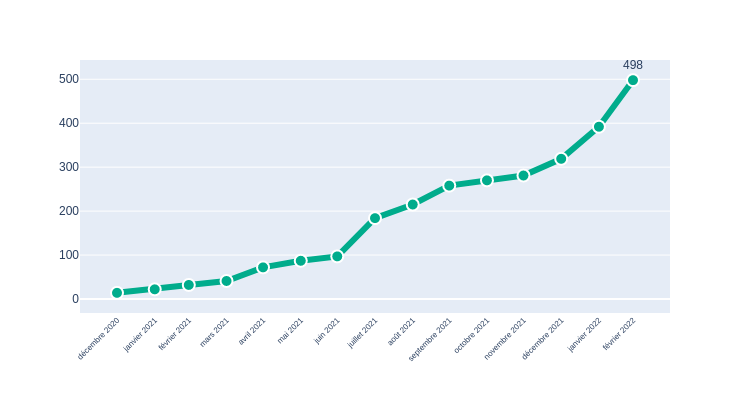 498
500
400
300
200
100
0
décembre 2020
janvier 2021
février 2021
mars 2021
avril 2021
mai 2021
juin 2021
juillet 2021
août 2021
septembre 2021
octobre 2021
novembre 2021
décembre 2021
janvier 2022
février 2022